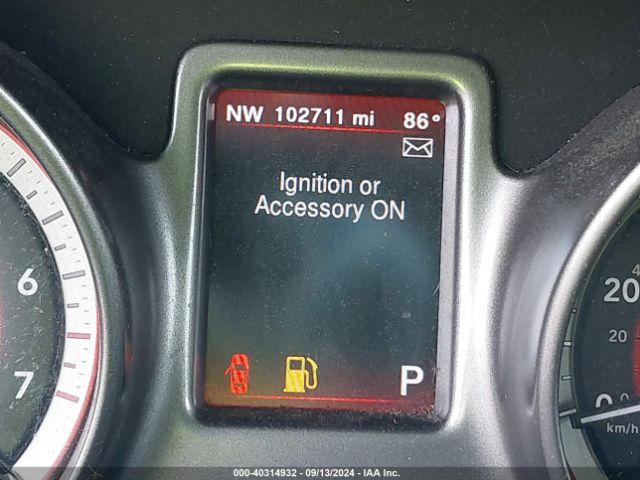 NW 102711 mi 86°
Ignition or
Accessory ON
6
7
P
20
20
0
km/h
000-40314932 - 09/13/2024 - IAA Inc.